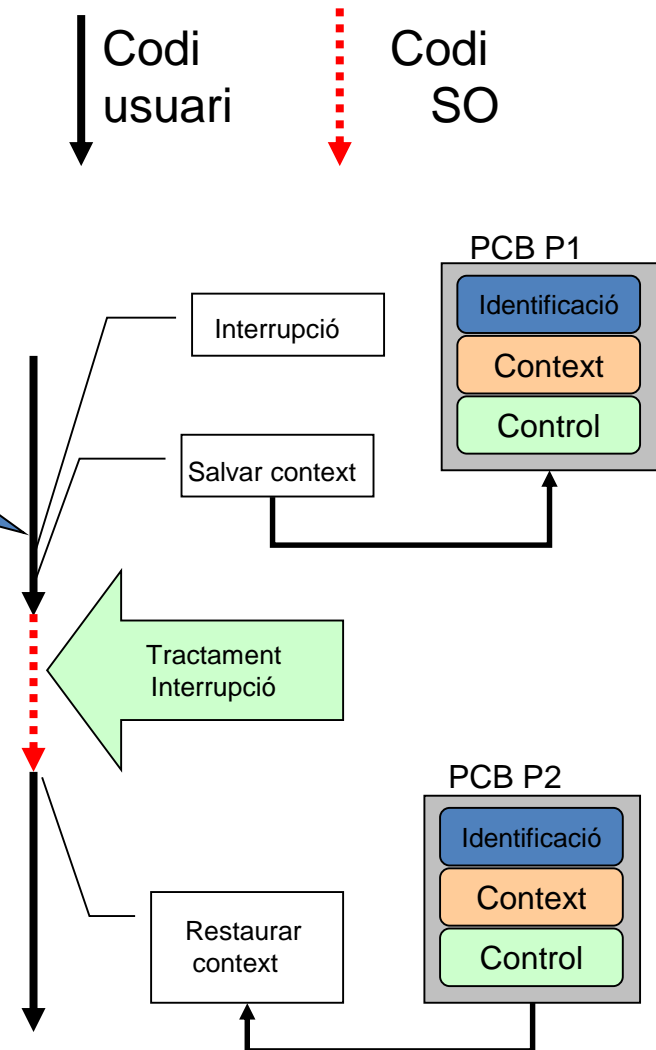 Codi
usuari
Codi
SO
PCB P1
Identificació
Context
Control
Interrupció
Salvar context
Tractament
Interrupció
PCB P2
Identificació
Context
Control
Restaurar
context